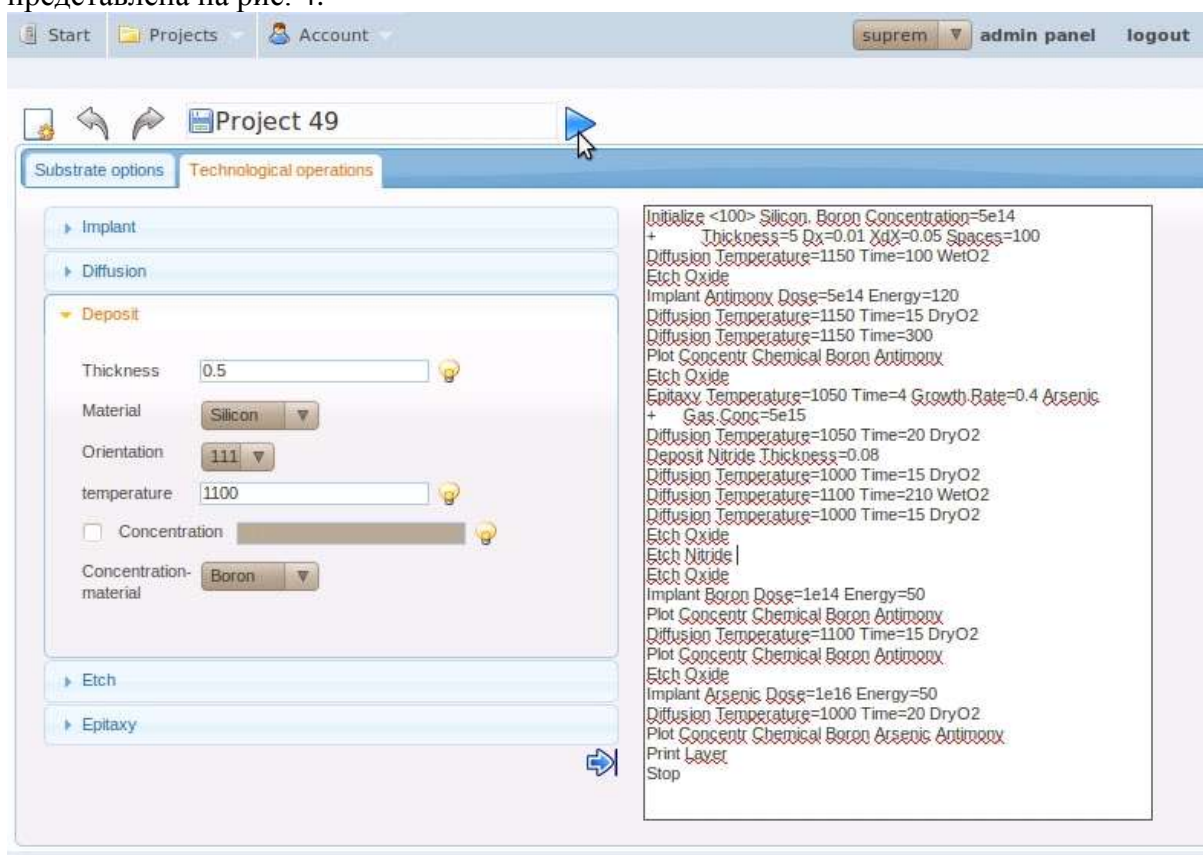 представлена на рис. 4.
Start Projects Account suprem admin panel logout
Project 49
Substrate options Technological operations
Implant
Diffusion
Deposit
Thickness 0.5
Material Silicon
Orientation 111
temperature 1100
Concentration
Concentration-
material Boron
Etch
Epitaxy
Initialize <100> Silicon, Boron Concentration=5e14
+ Thickness=5 Dx=0.01 XdX=0.05 Spaces=100
Diffusion Temperature=1150 Time=100 WetO2
Etch Oxide
Implant Antimony Dose=5e14 Energy=120
Diffusion Temperature=1150 Time=15 DryO2
Diffusion Temperature=1150 Time=300
Plot Concentr Chemical Boron Antimony
Etch Oxide
Epitaxy Temperature=1050 Time=4 Growth.Rate=0.4 Arsenic
+ Gas.Conc=5e15
Diffusion Temperature=1050 Time=20 DryO2
Deposit Nitride Thickness=0.08
Diffusion Temperature=1000 Time=15 DryO2
Diffusion Temperature=1100 Time=210 WetO2
Diffusion Temperature=1000 Time=15 DryO2
Etch Oxide
Etch Nitride
Etch Oxide
Implant Boron Dose=1e14 Energy=50
Plot Concentr Chemical Boron Antimony
Diffusion Temperature=1100 Time=15 DryO2
Plot Concentr Chemical Boron Antimony
Etch Oxide
Implant Arsenic Dose=1e16 Energy=50
Diffusion Temperature=1000 Time=20 DryO2
Plot Concentr Chemical Boron Arsenic Antimony
Print Layer
Stop